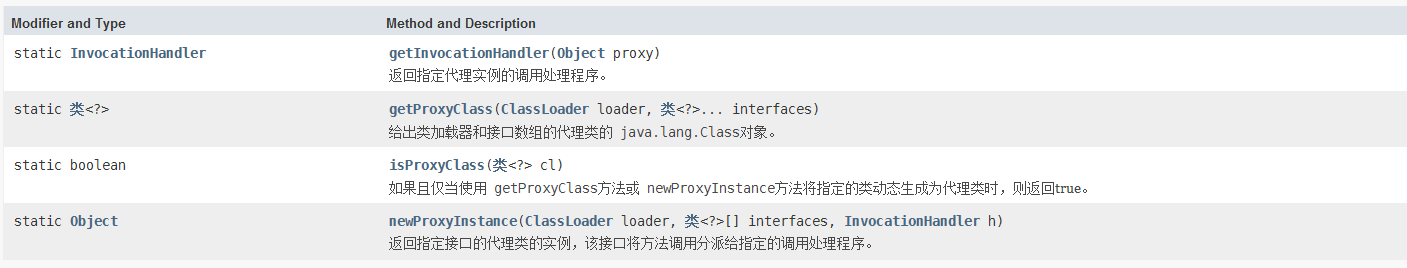 Modifier and Type Method and Description
static InvocationHandler getInvocationHandler(Object proxy)
返回指定代理实例的调用处理程序。
static 类<?> getProxyClass(ClassLoader loader, 类<?>... interfaces)
给出类加载器和接口数组的代理类的 java.lang.Class对象。
static boolean isProxyClass(类<?> cl)
如果且仅当使用 getProxyClass方法或 newProxyInstance方法将指定的类动态生成为代理类时，则返回true。
static Object newProxyInstance(ClassLoader loader, 类<?>[] interfaces, InvocationHandler h)
返回指定接口的代理类的实例，该接口将方法调用分派给指定的调用处理程序。